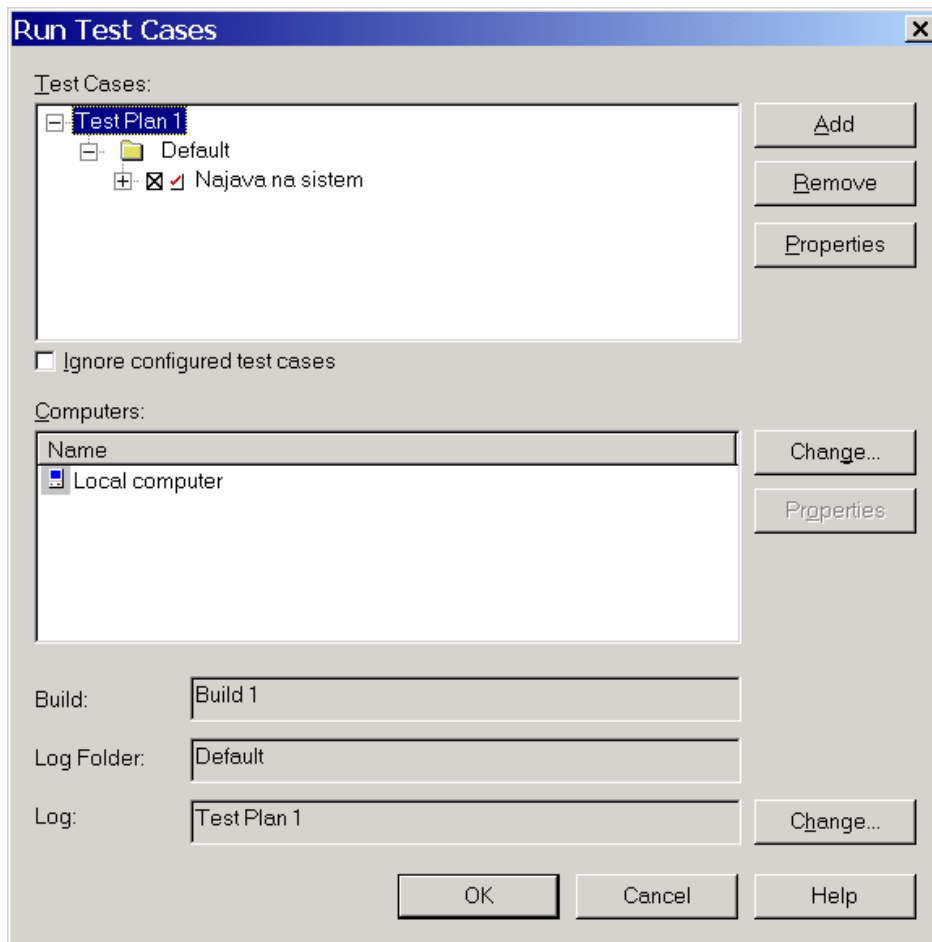 Run Test Cases
Test Cases:
Test Plan 1
Default
Najava na sistem
Add
Remove
Properties
Ignore configured test cases
Computers:
Name
Local computer
Change...
Properties
Build: Build 1
Log Folder: Default
Log: Test Plan 1 Change...
OK Cancel Help